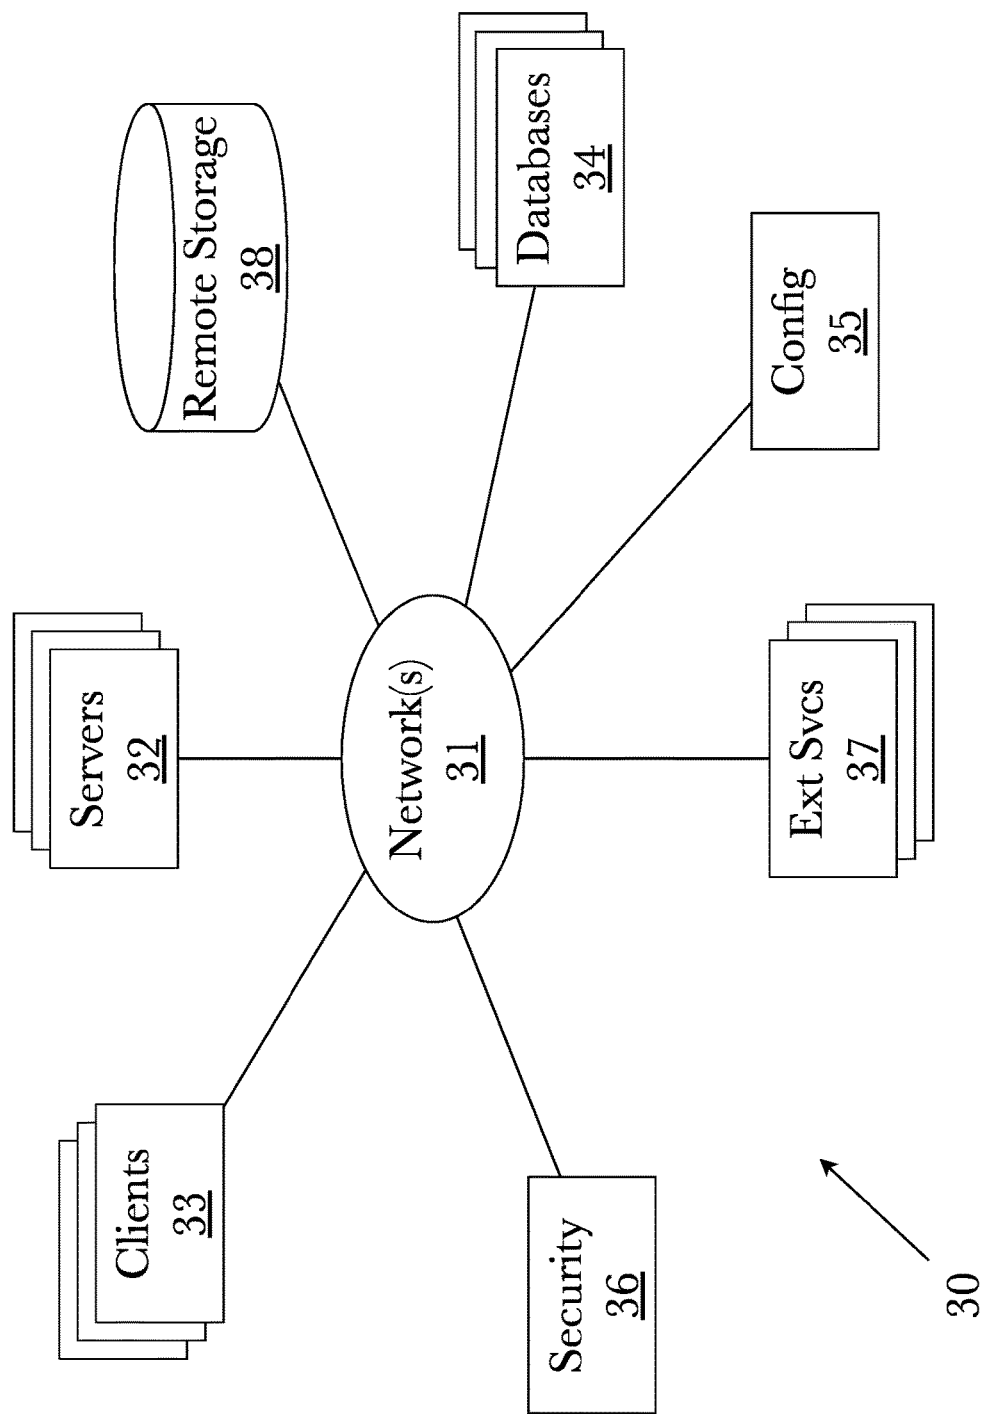 Servers
32
Clients
33
Remote Storage
38
Network(s)
31
Databases
34
Security
36
Ext Svcs
37
Config
35
30